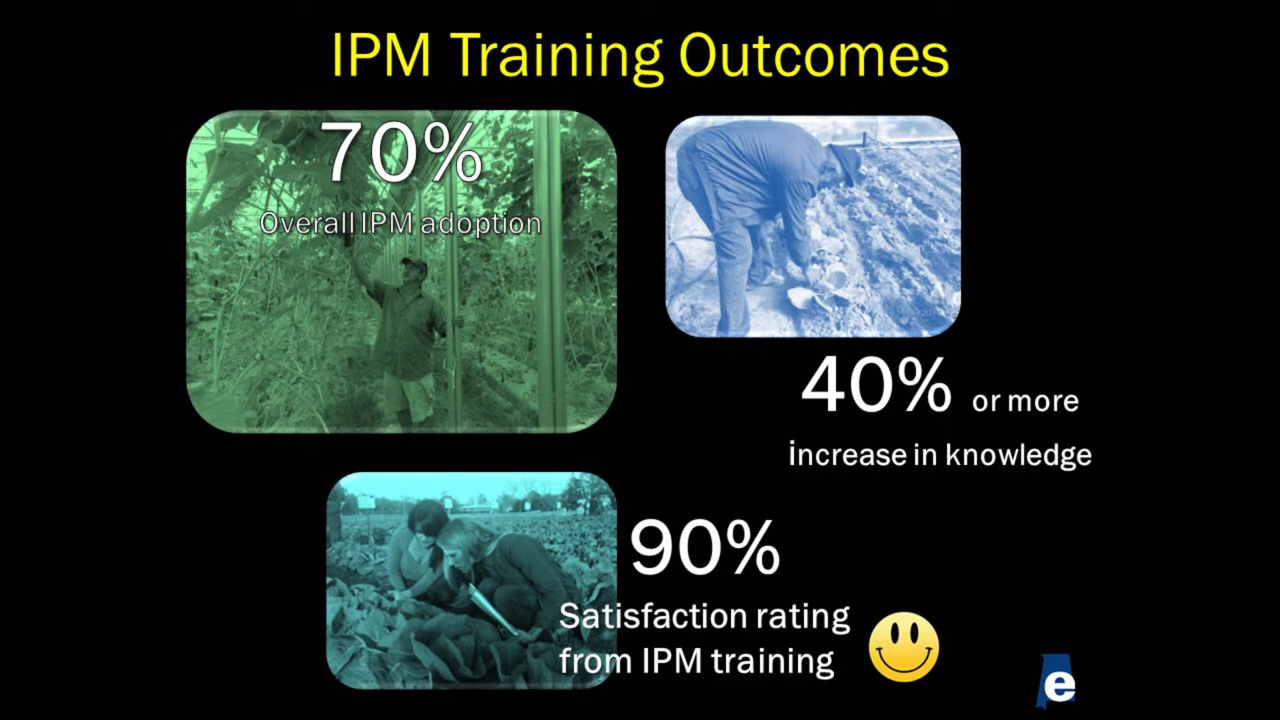 IPM Training Outcomes
70%
Overall IPM adoption
40% or more
increase in knowledge
90%
Satisfaction rating
from IPM training
e